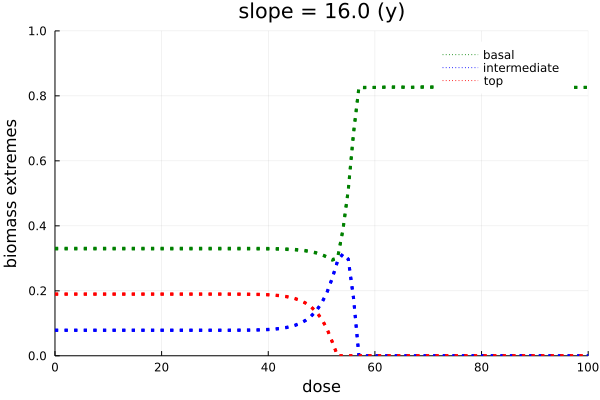 slope = 16.0 (y)
1.0
basal
intermediate
top
0.8
0.6
biomass extremes
0.4
0.2
0.0
0 20 40 60 80 100
dose